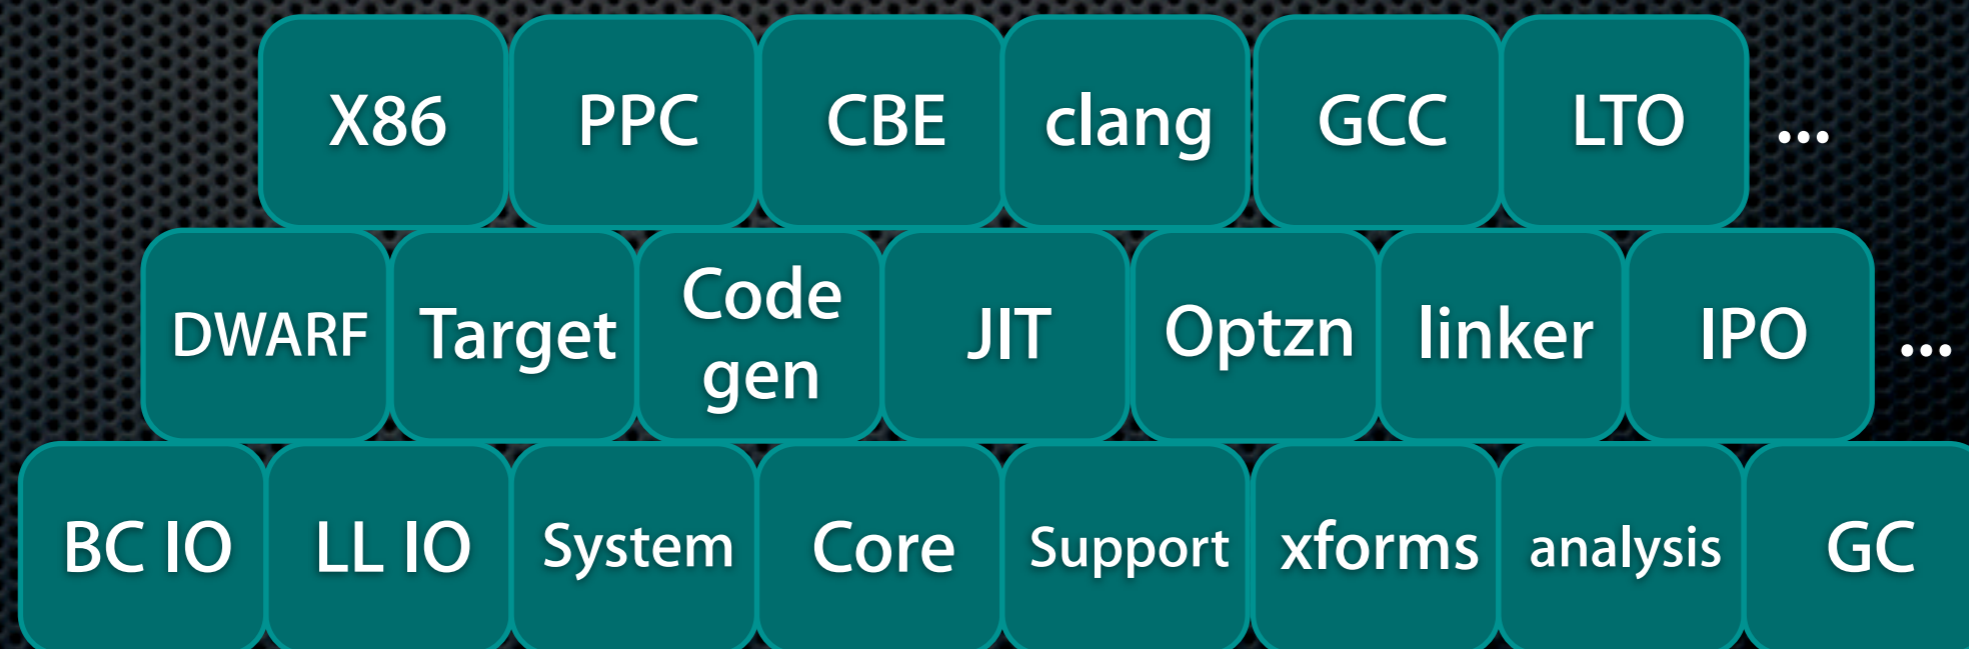 X86 PPC CBE clang GCC LTO ...
DWARF Target Code gen JIT Optzn linker IPO ...
BC IO LL IO System Core Support xforms analysis GC